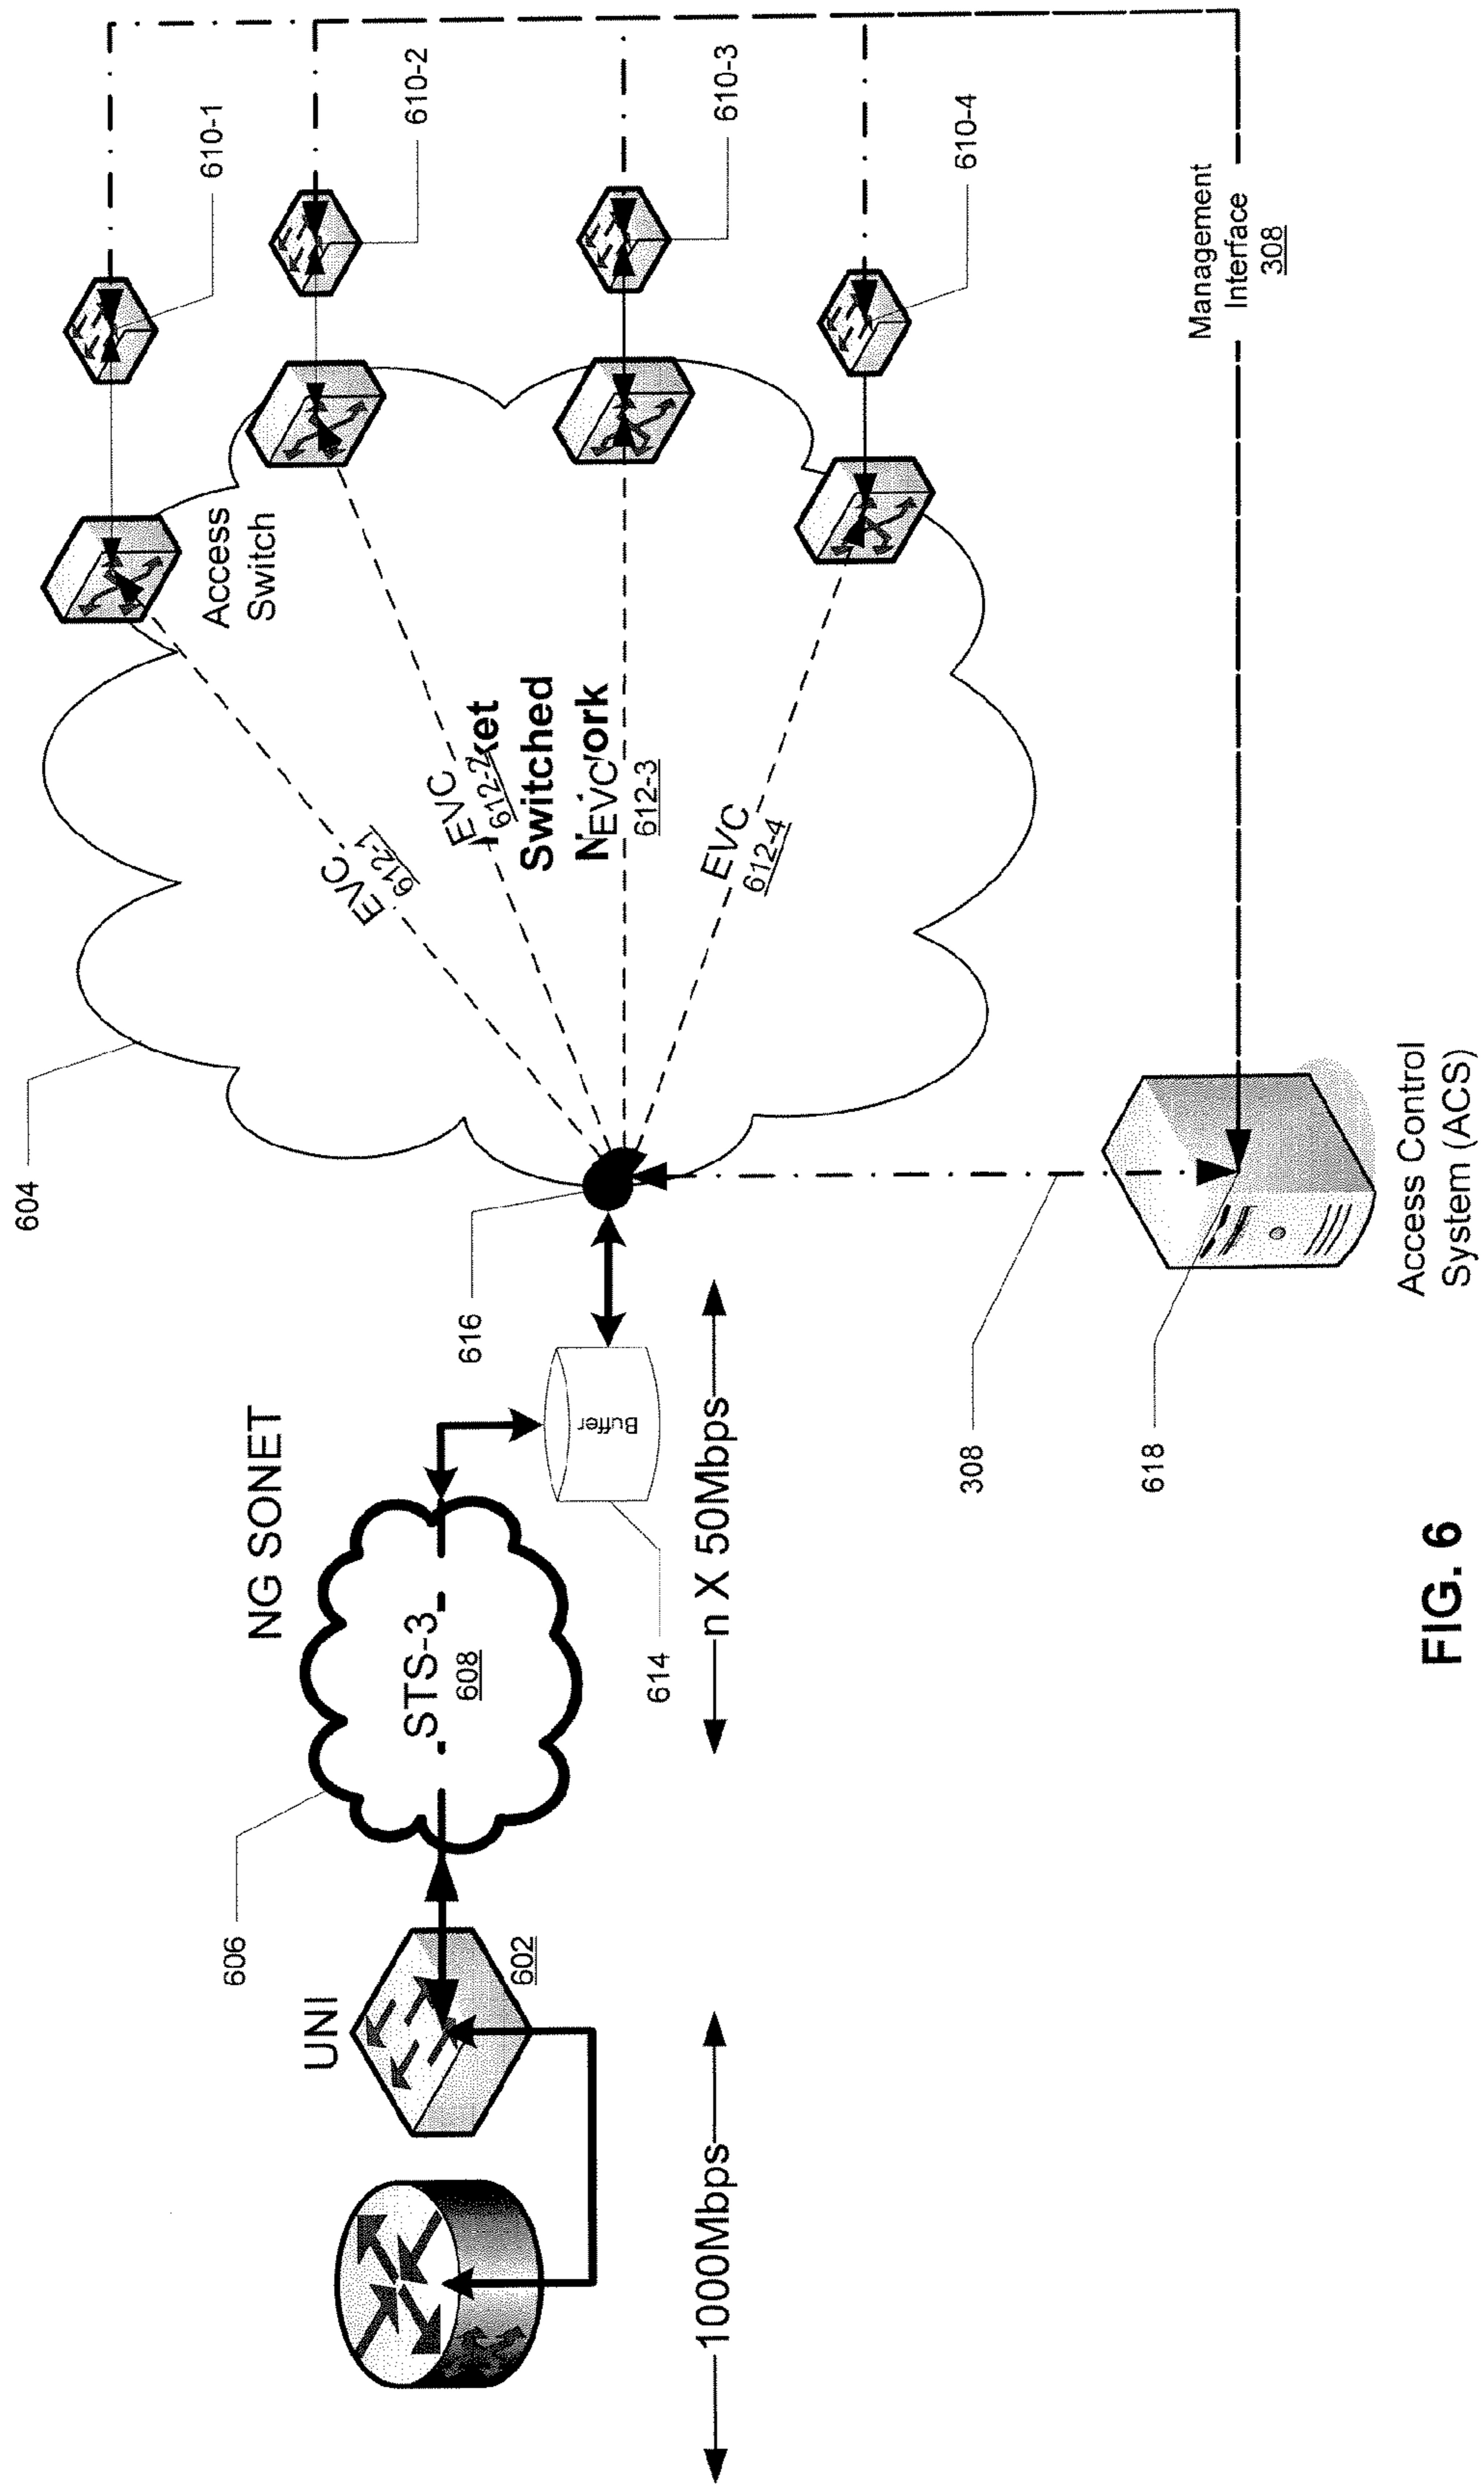 604
610-1
Access
Switch
606
NG SONET
UNI
EVC
612-1
610-2
STS-3
608
EVC
612-2
616
602
Switched
EVC
612-3
Buffer
614
610-3
1000Mbps
n X 50Mbps
EVC
612-4
610-4
308
618
Management
Interface
308
Access Control
System (ACS)
FIG. 6